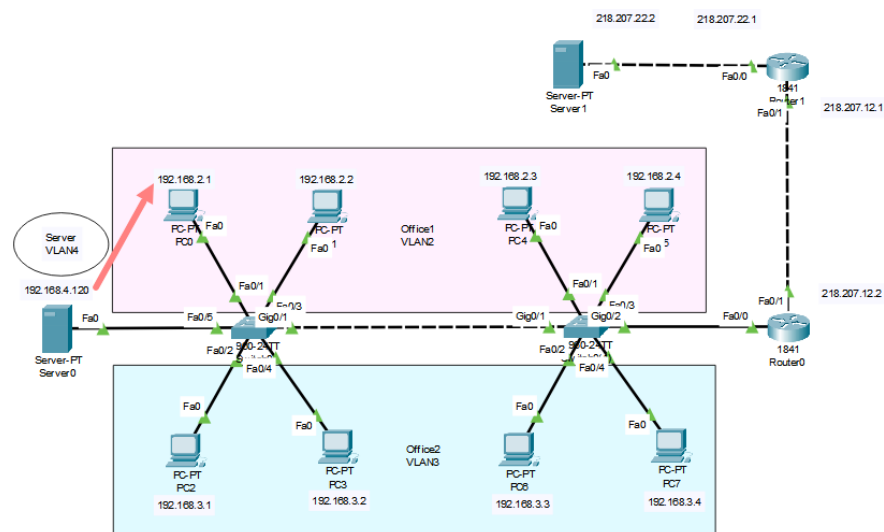 218.207.22.2
218.207.22.1
Fa0
Fa0/0
Server-PT
Server1
1841
Router1
Fa0/1
218.207.12.1
192.168.2.1
192.168.2.2
192.168.2.3
192.168.2.4
Fa0
PC-PT
PC0
PC-PT
Fa0
1
Office1
VLAN2
Fa0
PC-PT
PC4
PC-PT
Fa0
5
Server
VLAN4
192.168.4.120
Fa0/1
Fa0/3
Fa0/1
Fa0/3
Fa0
Fa0/5
Gig0/1
Gig0/1
Gig0/2
Fa0/0
Fa0/1
218.207.12.2
Server-PT
Server0
Fa0/2
Fa0/4
Fa0/2
Fa0/4
1841
Router0
Fa0
Fa0
Fa0
Fa0
Office2
VLAN3
PC-PT
PC2
PC-PT
PC3
PC-PT
PC6
PC-PT
PC7
192.168.3.1
192.168.3.2
192.168.3.3
192.168.3.4